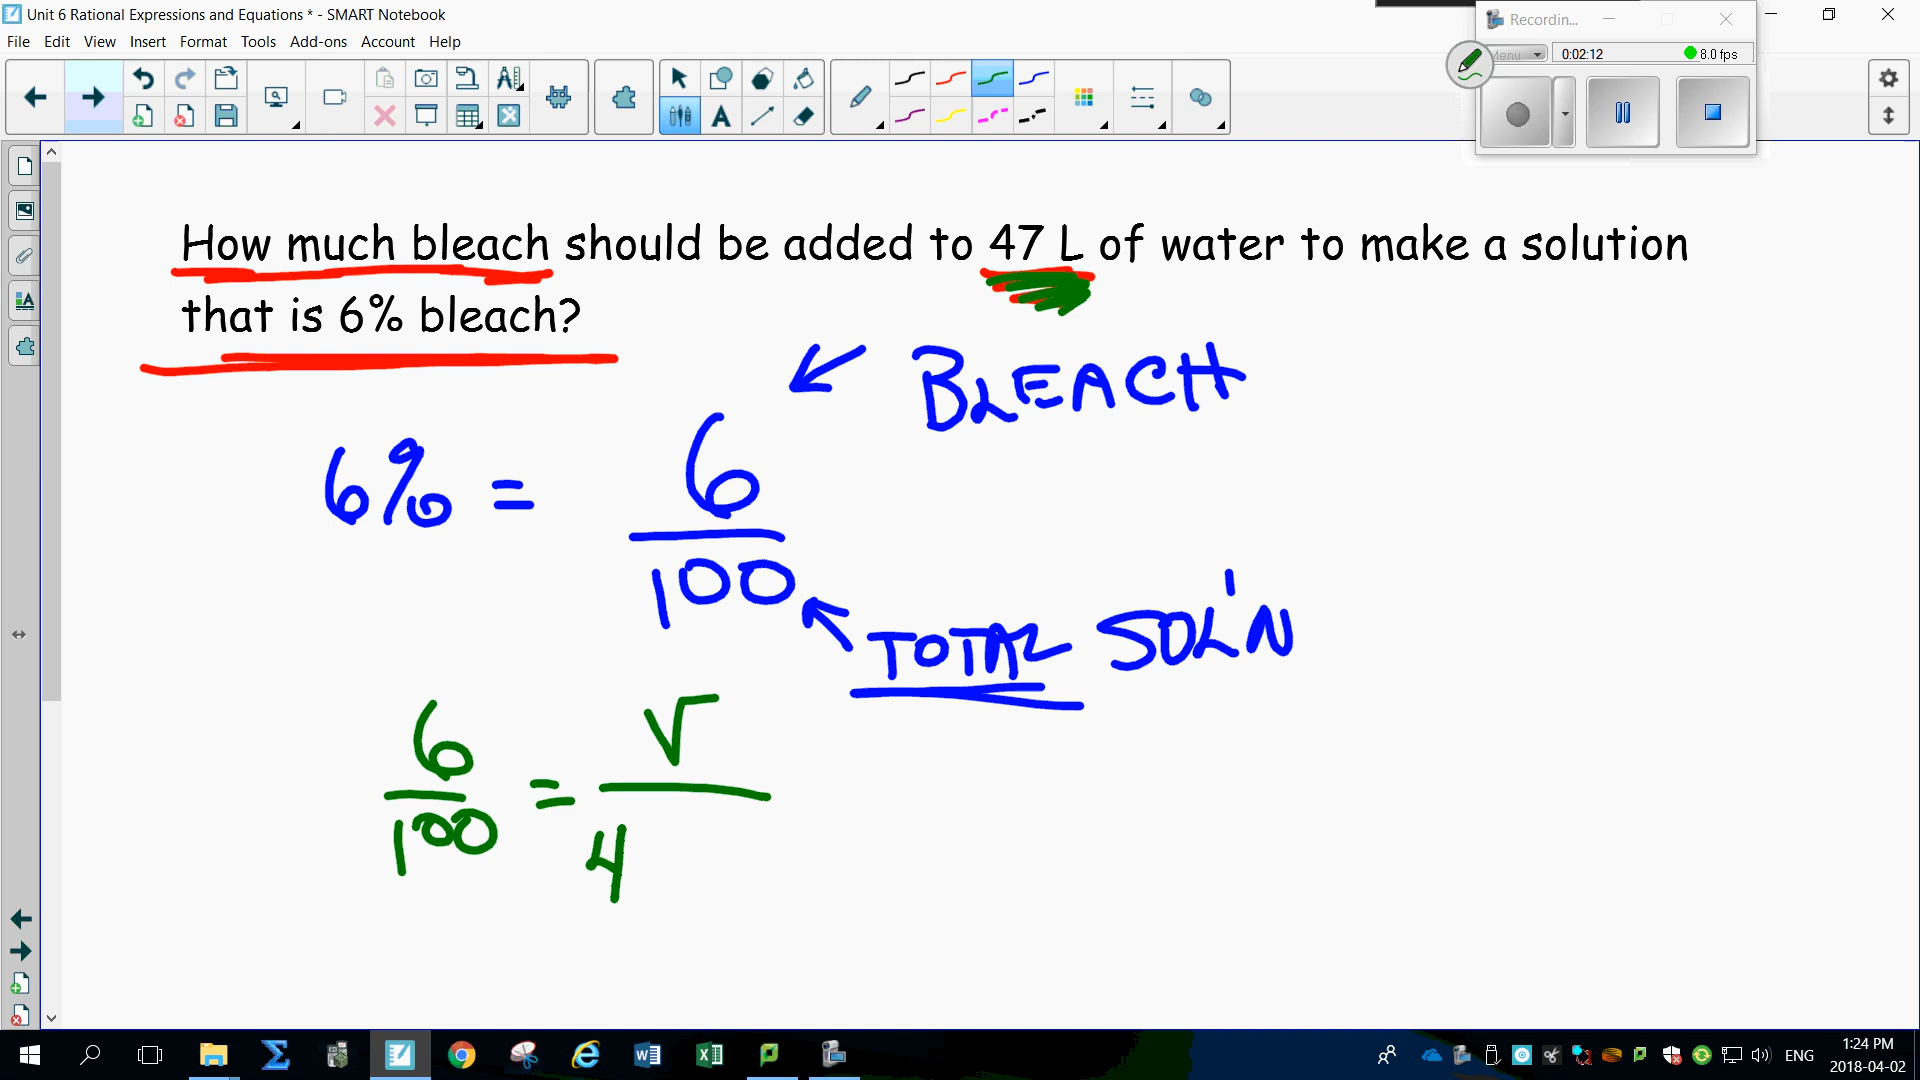 Unit 6 Rational Expressions and Equations * - SMART Notebook
Recordin...
File Edit View Insert Format Tools Add-ons Account Help
Menu 0:02:12 8.0 fps
How much bleach should be added to 47 L of water to make a solution
that is 6% bleach?
BLEACH
6% = 6/100
TOTAL SOL'N
6/100 = r/4
ENG
1:24 PM
2018-04-02